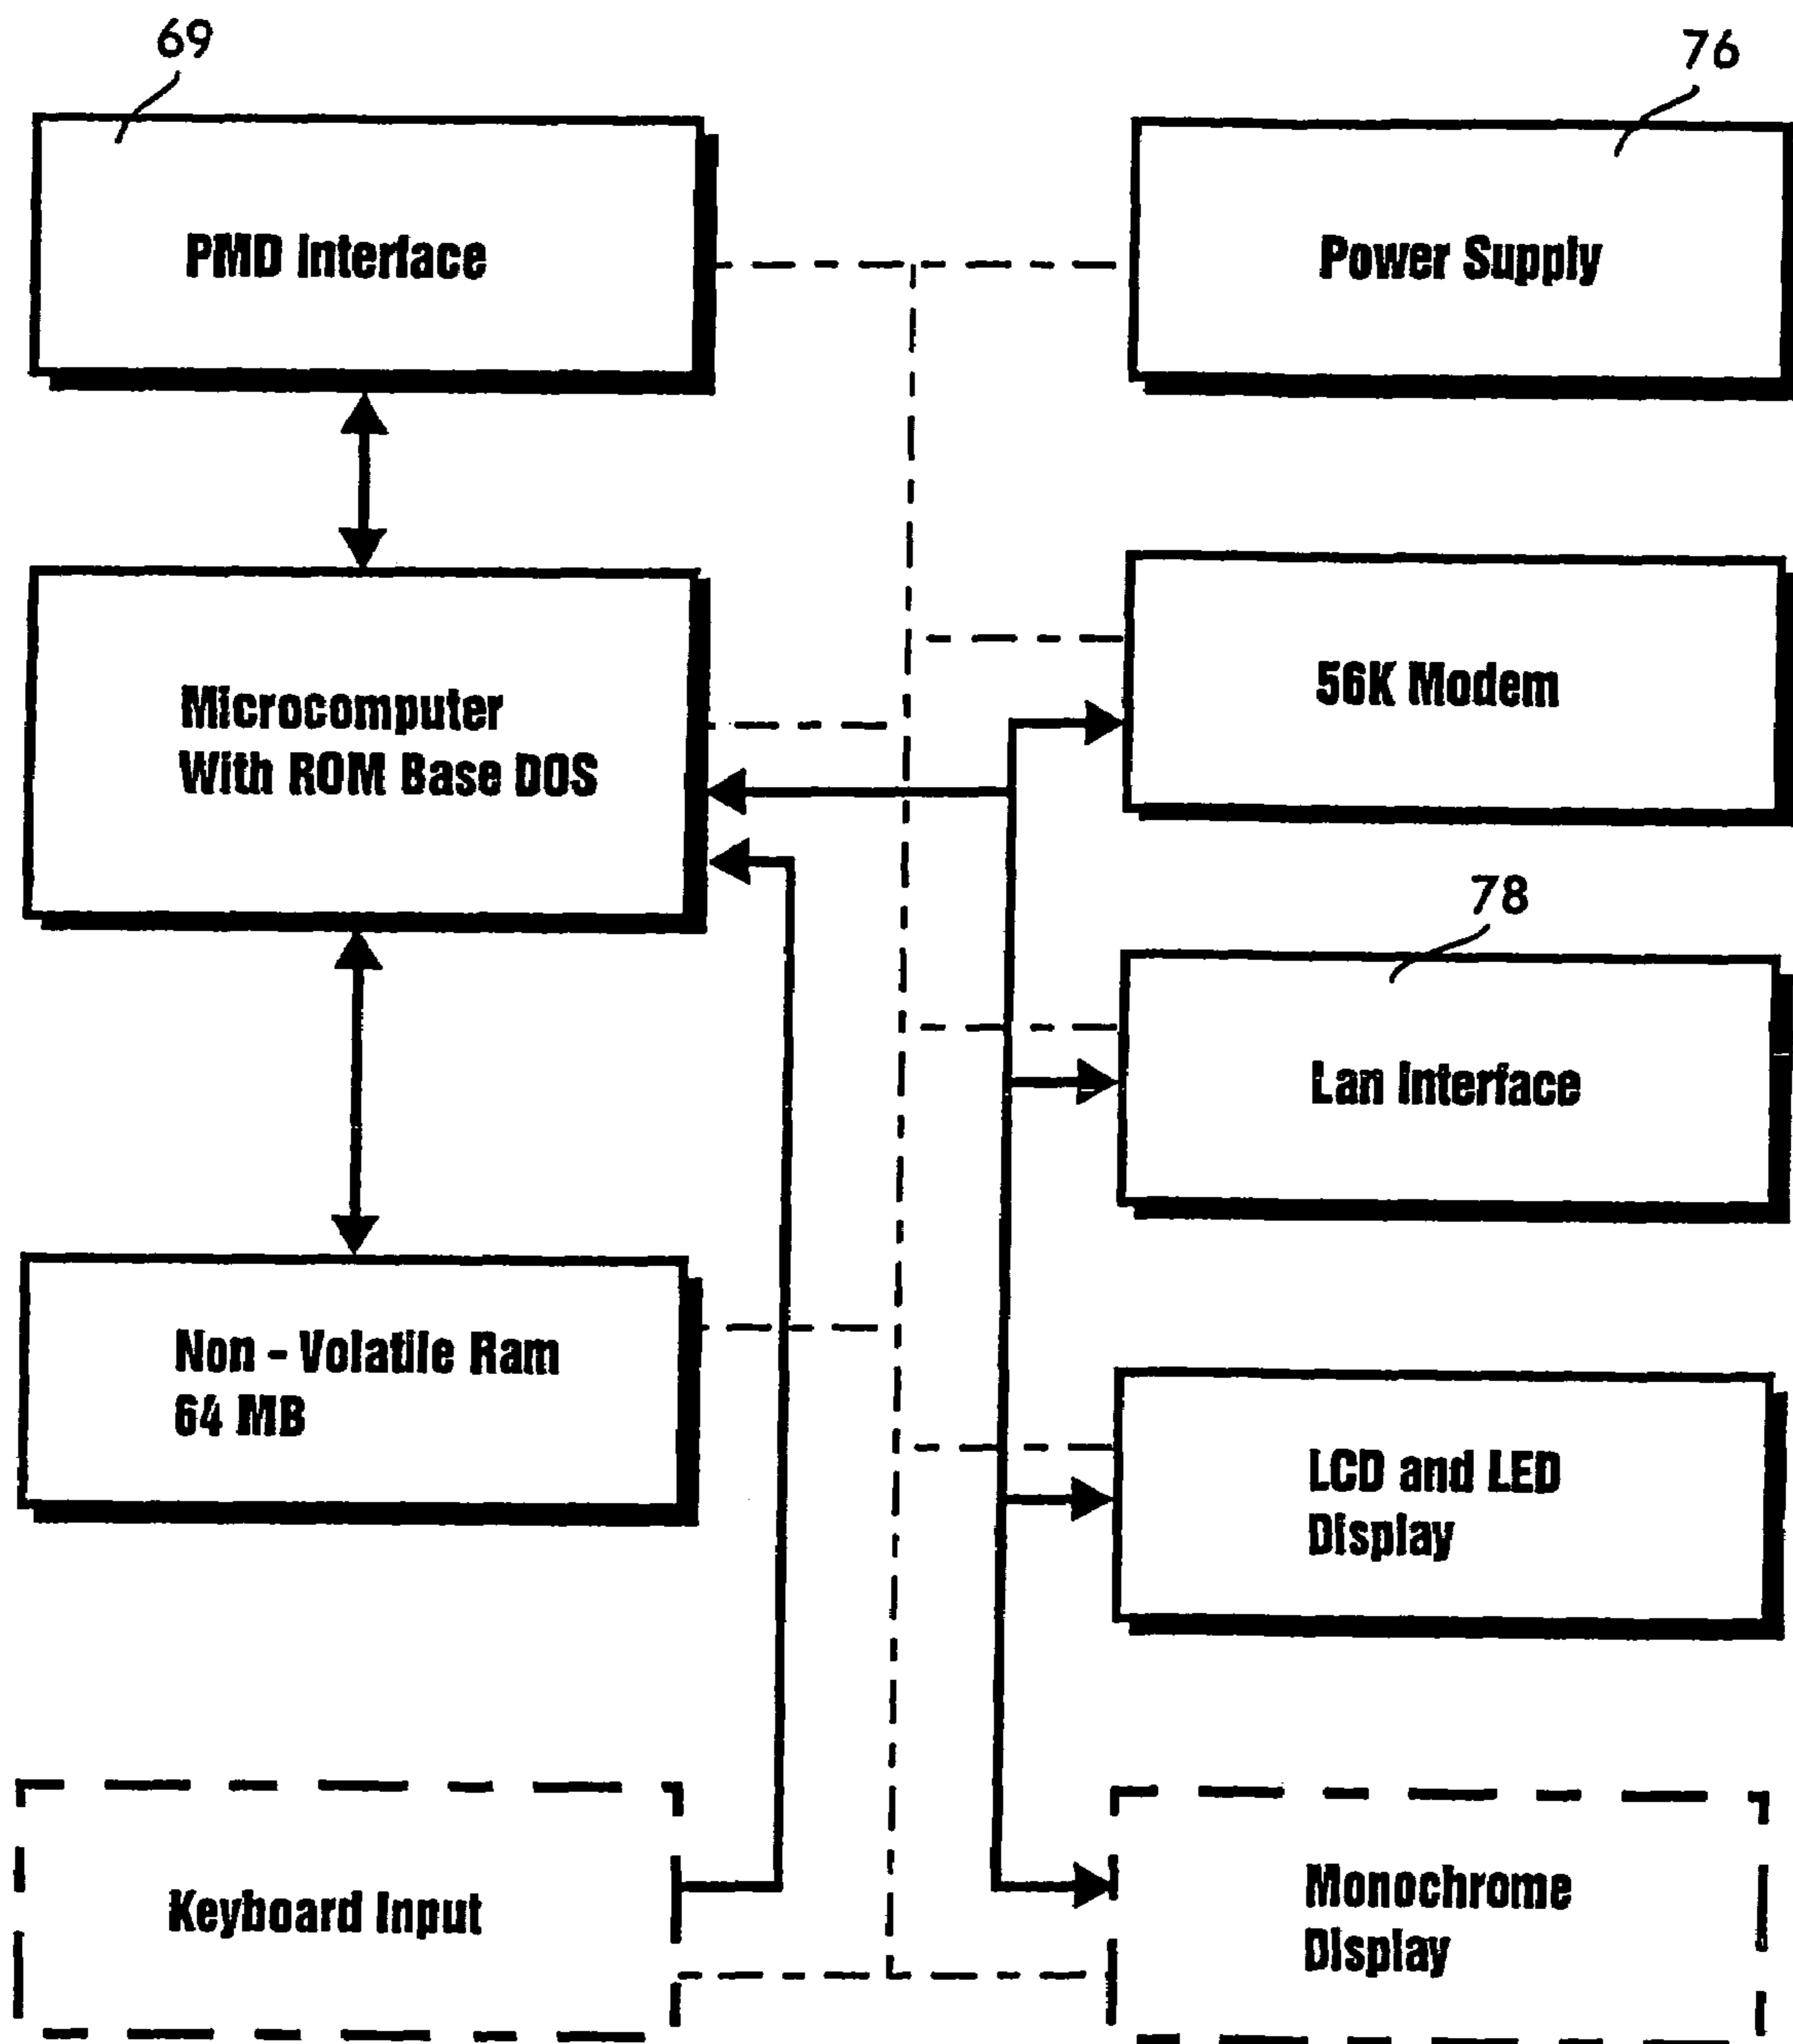 69
76
PMD Interface
Power Supply
Microcomputer
With ROM Base DOS
56K Modem
78
Lan Interface
Non - Volatile Ram
64 MB
LCD and LED
Display
Keyboard Input
Monochrome
Display